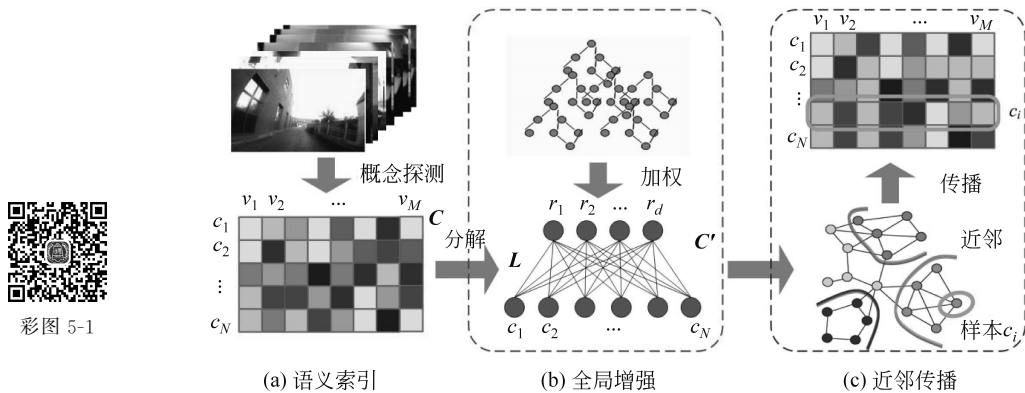 彩图 5-1
概念探测
v1 v2 ... vM
C
c1
c2
⋮
cN
(a) 语义索引
分解
加权
r1 r2 ... rd
L
C′
c1 c2 ... cN
(b) 全局增强
v1 v2 ... vM
c1
c2
⋮
ci
cN
传播
近邻
样本ci
(c) 近邻传播